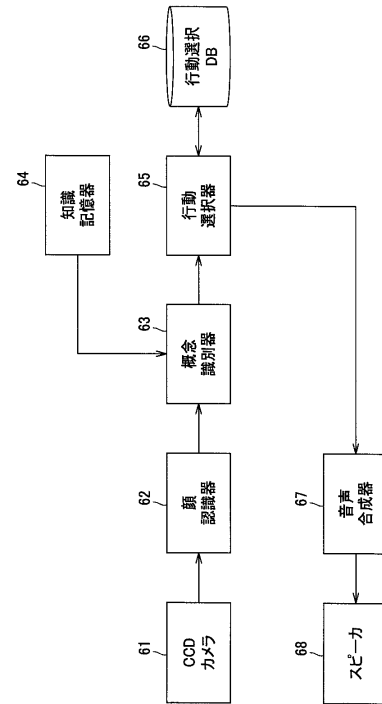 61
CCD
カメラ
62
顔
認識器
63
概念
識別器
64
知識
記憶器
65
行動
選択器
66
行動選択
DB
67
音声
合成器
68
スピーカ